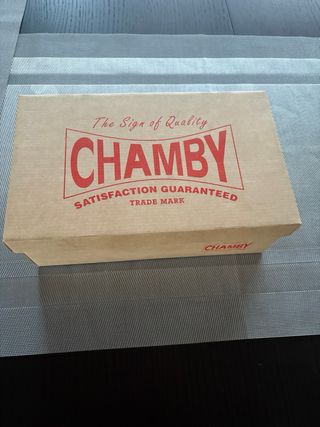 The Sign of Quality
CHAMBY
SATISFACTION GUARANTEED
TRADE MARK
CHAMBY